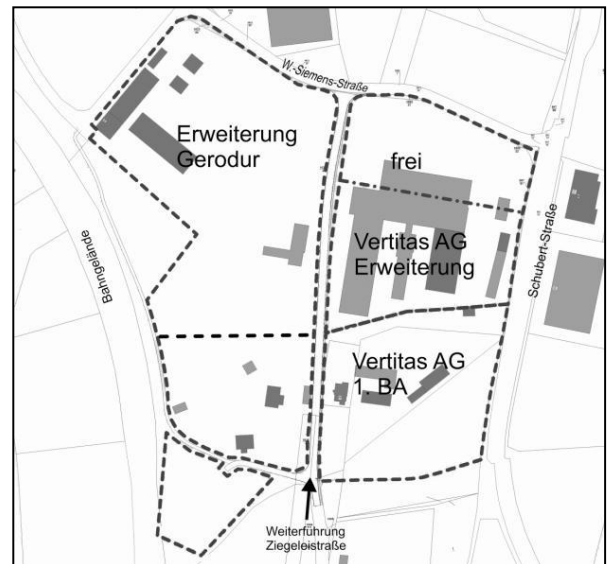 W.-Siemens-Straße
Erweiterung
Gerodur
frei
Vertitas AG
Erweiterung
Bahngelände
Schubert-Straße
Vertitas AG
1. BA
Weiterführung
Ziegeleistraße